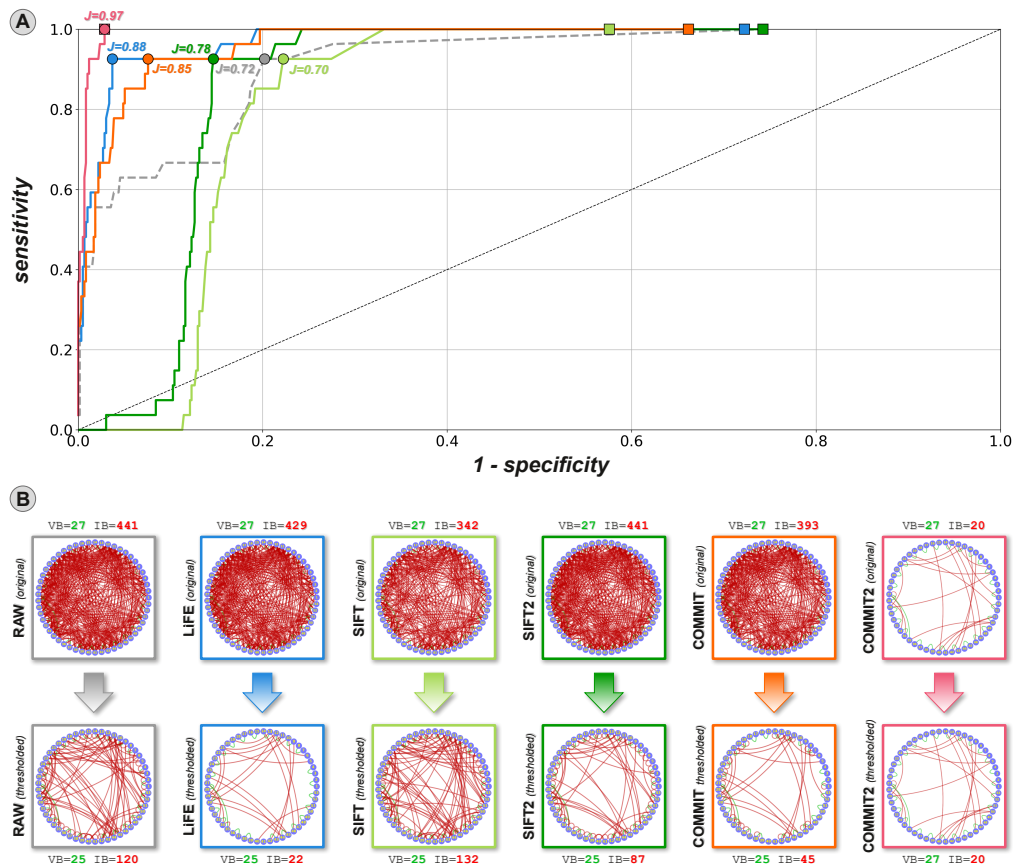 A
J=0.97
J=0.88
J=0.85
J=0.78
J=0.72
J=0.70
1.0
0.8
0.6
0.4
0.2
0.0
sensitivity
0.0 0.2 0.4 0.6 0.8 1.0
1 - specificity
B
VB=27 IB=441
VB=27 IB=429
VB=27 IB=342
VB=27 IB=441
VB=27 IB=393
VB=27 IB=20
RAW (original)
LiFE (original)
SIFT (original)
SIFT2 (original)
COMMIT (original)
COMMIT2 (original)
RAW (thresholded)
LiFE (thresholded)
SIFT (thresholded)
SIFT2 (thresholded)
COMMIT (thresholded)
COMMIT2 (thresholded)
VB=25 IB=120
VB=25 IB=22
VB=25 IB=132
VB=25 IB=87
VB=25 IB=45
VB=27 IB=20